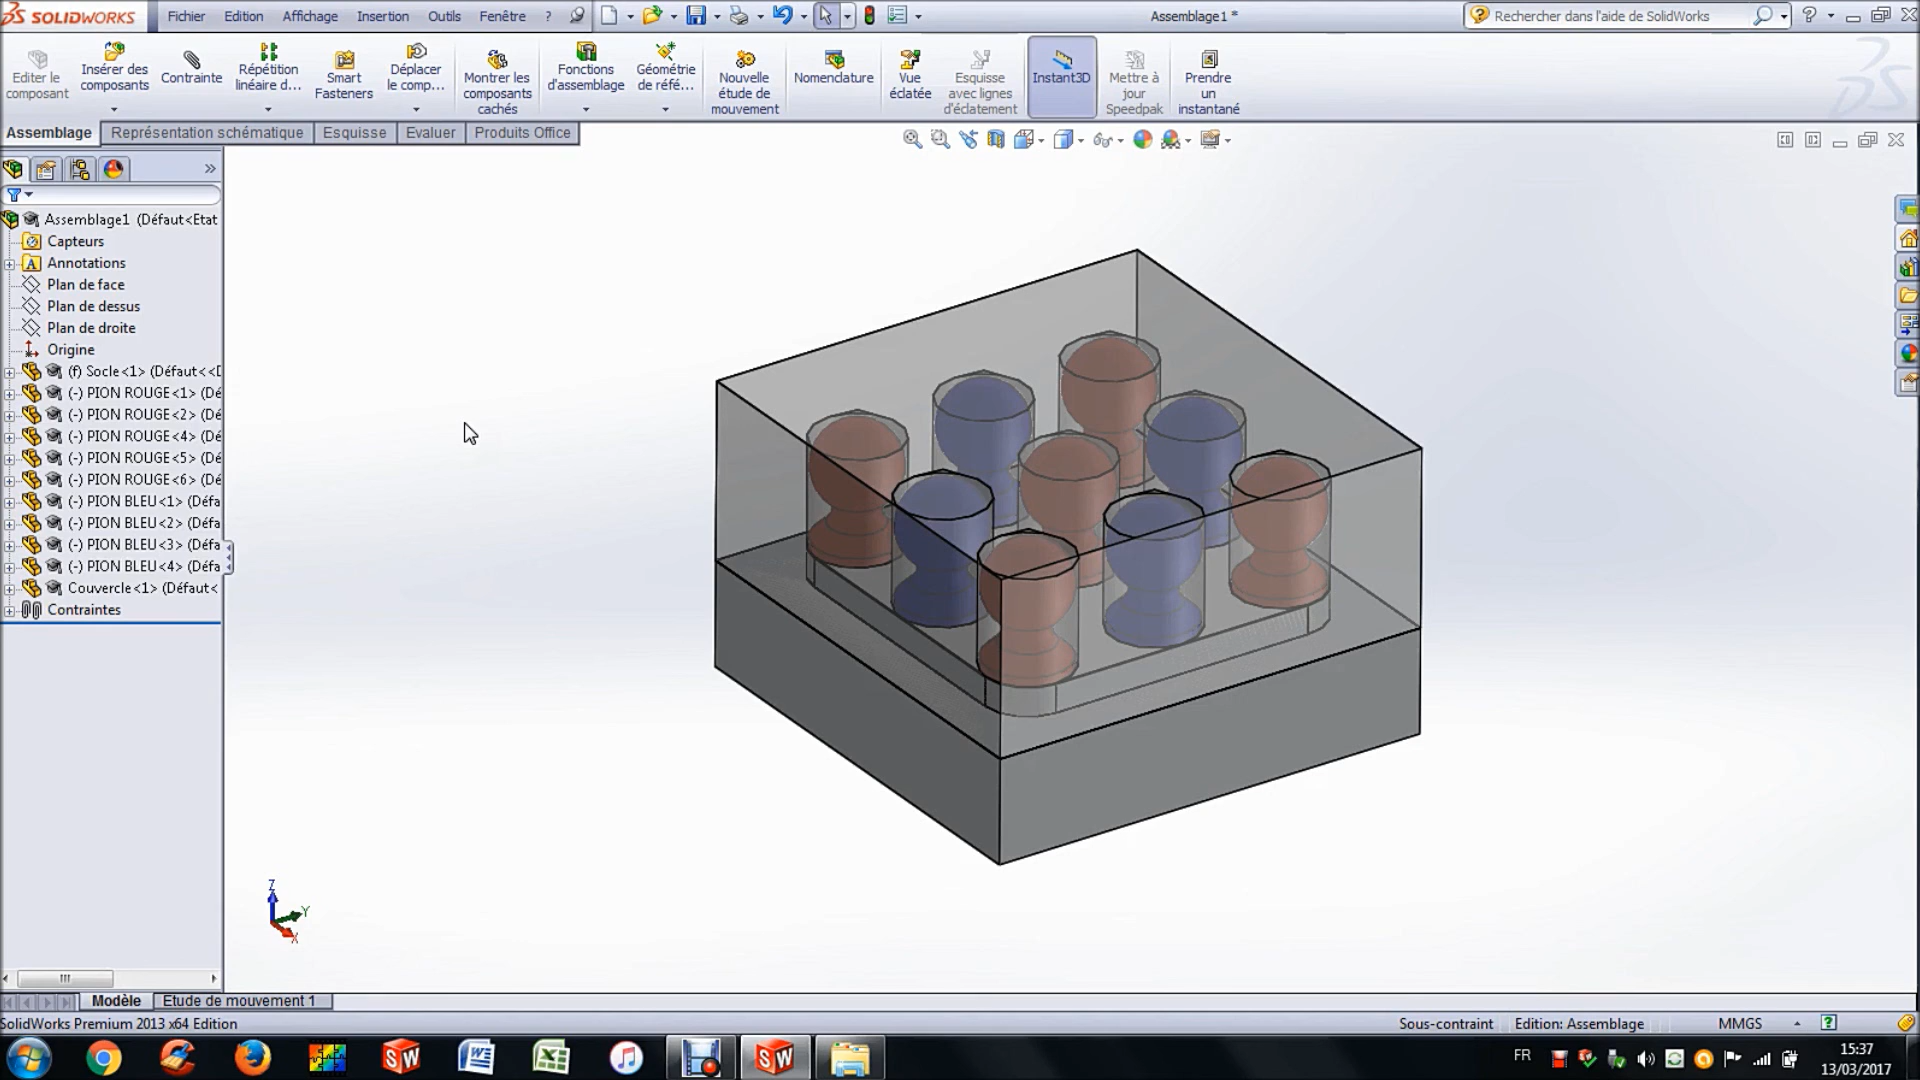 SOLIDWORKS Fichier Edition Affichage Insertion Outils Fenêtre ? Assemblage1 * Rechercher dans l'aide de SolidWorks
Editer le composant
Insérer des composants
Contrainte
Répétition linéaire d...
Smart Fasteners
Déplacer le comp...
Montrer les composants cachés
Fonctions d'assemblage
Géométrie de réfé...
Nouvelle étude de mouvement
Nomenclature
Vue éclatée
Esquisse avec lignes d'éclatement
Instant3D
Mettre à jour Speedpak
Prendre un instantané
Assemblage Représentation schématique Esquisse Evaluer Produits Office
Assemblage1 (Défaut<Etat
Capteurs
Annotations
Plan de face
Plan de dessus
Plan de droite
Origine
(f) Socle<1> (Défaut<<D
(-) PION ROUGE<1> (Dé
(-) PION ROUGE<2> (Dé
(-) PION ROUGE<4> (Dé
(-) PION ROUGE<5> (Dé
(-) PION ROUGE<6> (Dé
(-) PION BLEU<1> (Défa
(-) PION BLEU<2> (Défa
(-) PION BLEU<3> (Défa
(-) PION BLEU<4> (Défa
Couvercle<1> (Défaut<
Contraintes
Z
Y
X
Modèle Etude de mouvement 1
SolidWorks Premium 2013 x64 Edition Sous-contraint Edition: Assemblage MMGS
FR 15:37
13/03/2017